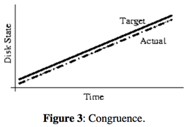 Target
Actual
Disk State
Time
Figure 3: Congruence.